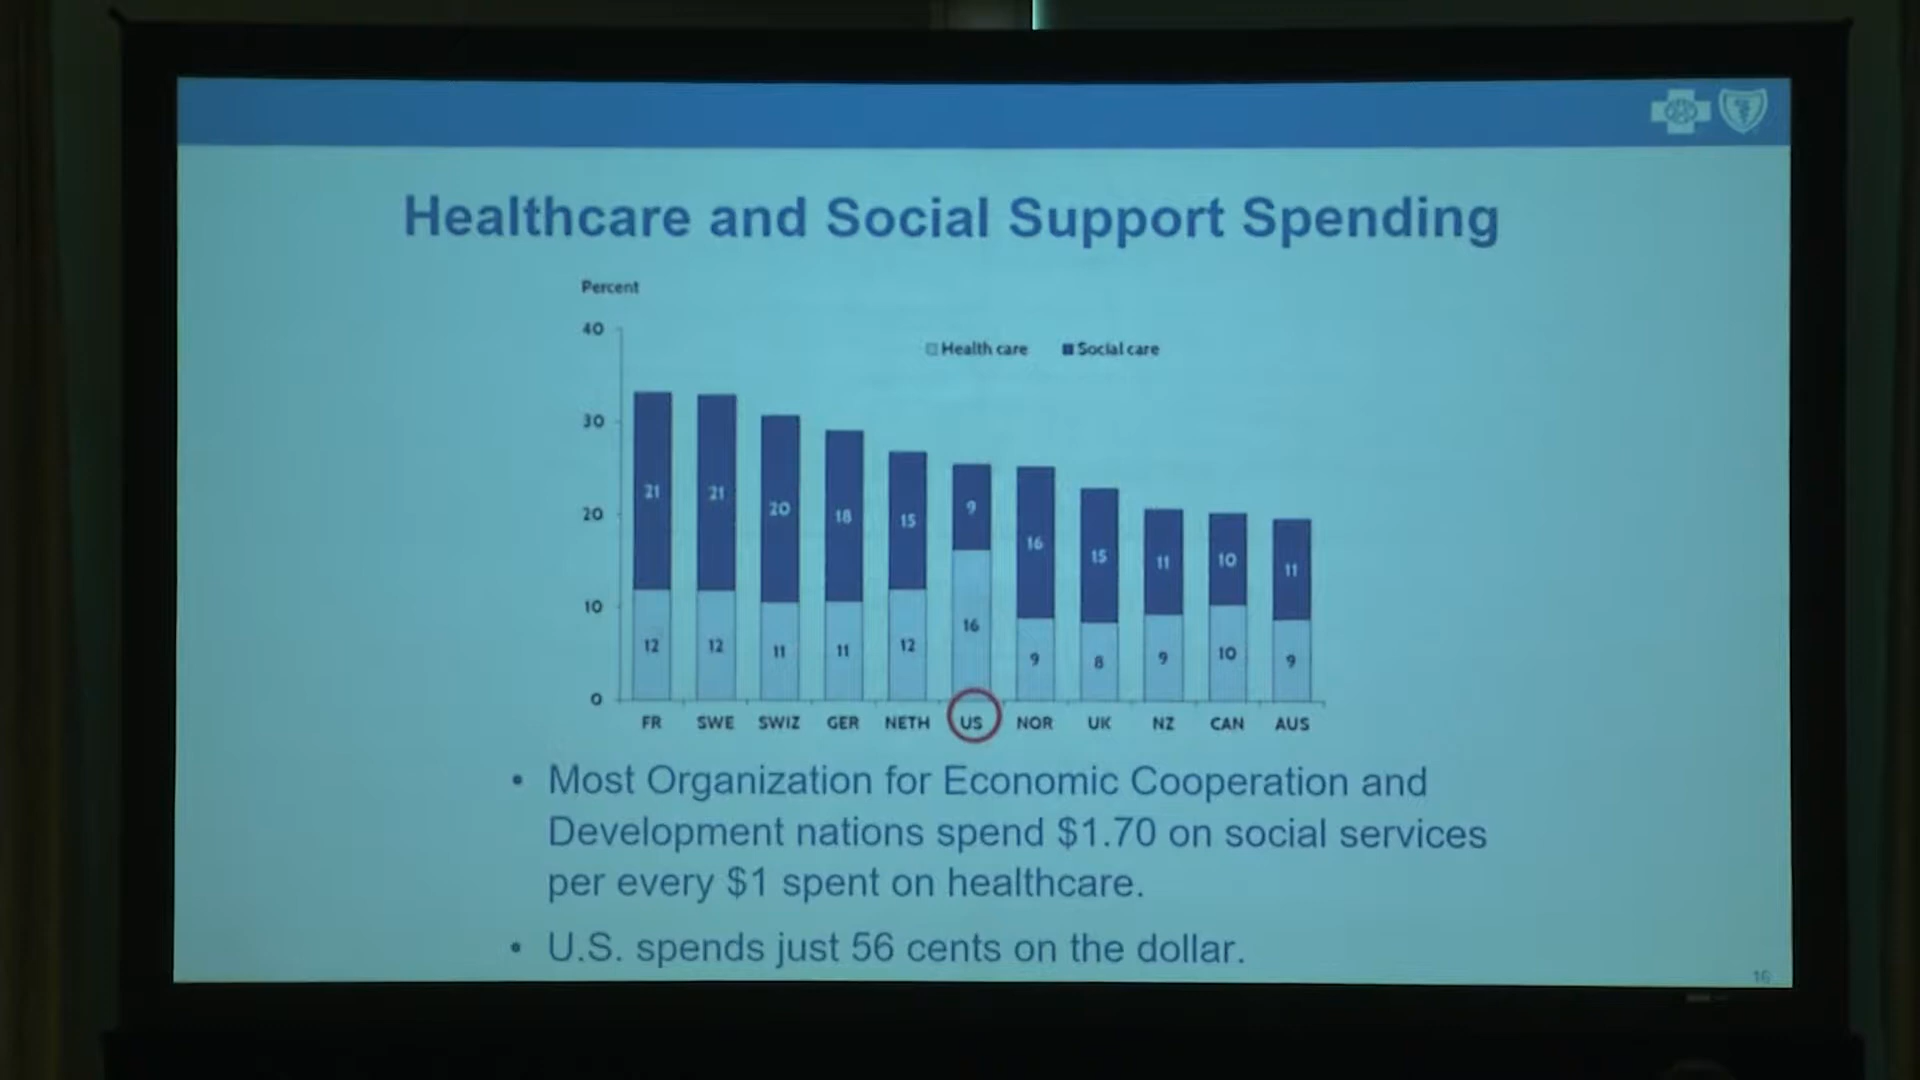 Healthcare and Social Support Spending
Percent
40
Health care Social care
30
20
10
0
21 21 20 18 15 9 16 15 11 10 11
12 12 11 11 12 16 9 8 9 10 9
FR SWE SWIZ GER NETH US NOR UK NZ CAN AUS
• Most Organization for Economic Cooperation and
Development nations spend $1.70 on social services
per every $1 spent on healthcare.
• U.S. spends just 56 cents on the dollar.
16